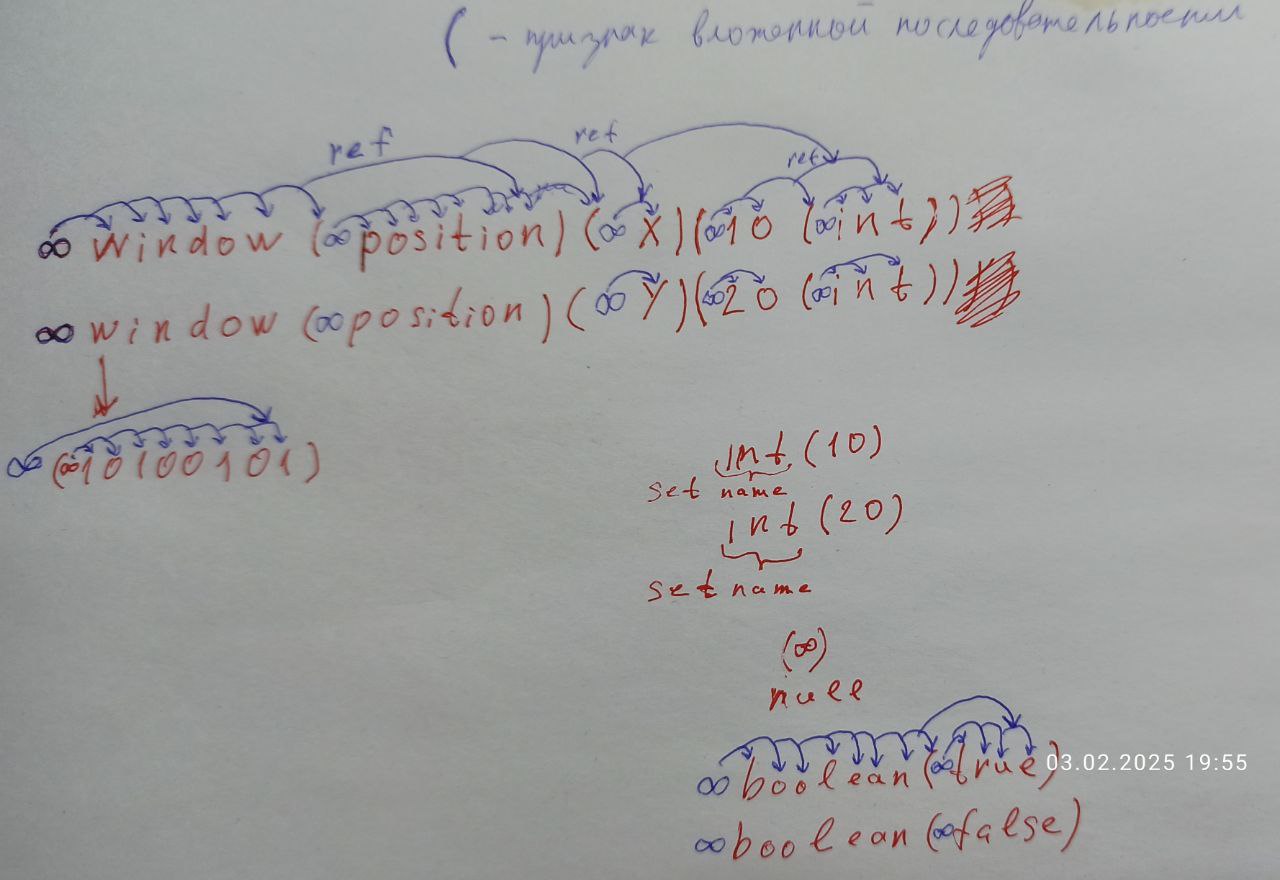 ( - признак вложенной последовательности
ref ref ref
∞ window (∞ position) (∞ X) (∞ 10 (∞ int))
∞ window (∞ position) (∞ Y) (∞ 20 (∞ int))
∞ (∞ 10100101)
int (10)
set name
int (20)
set name
(∞)
null
∞ boolean (∞ true)
03.02.2025 19:55
∞ boolean (∞ false)